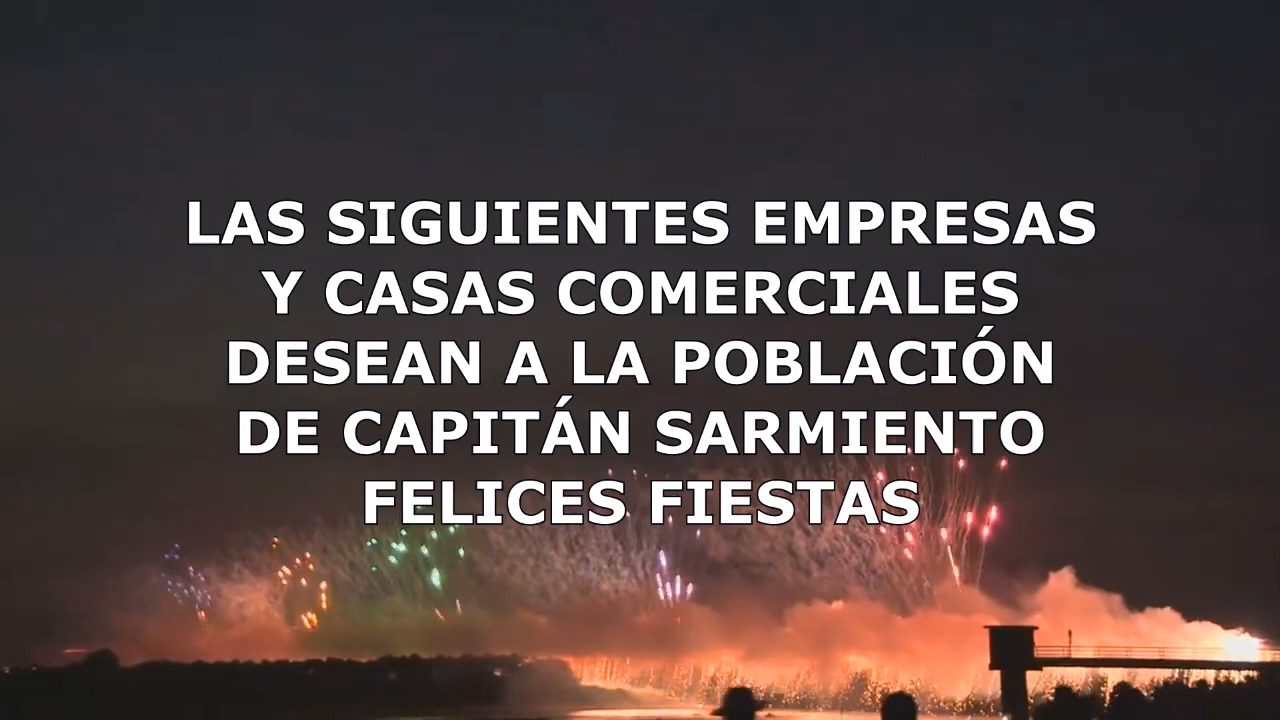 LAS SIGUIENTES EMPRESAS
Y CASAS COMERCIALES
DESEAN A LA POBLACIÓN
DE CAPITÁN SARMIENTO
FELICES FIESTAS